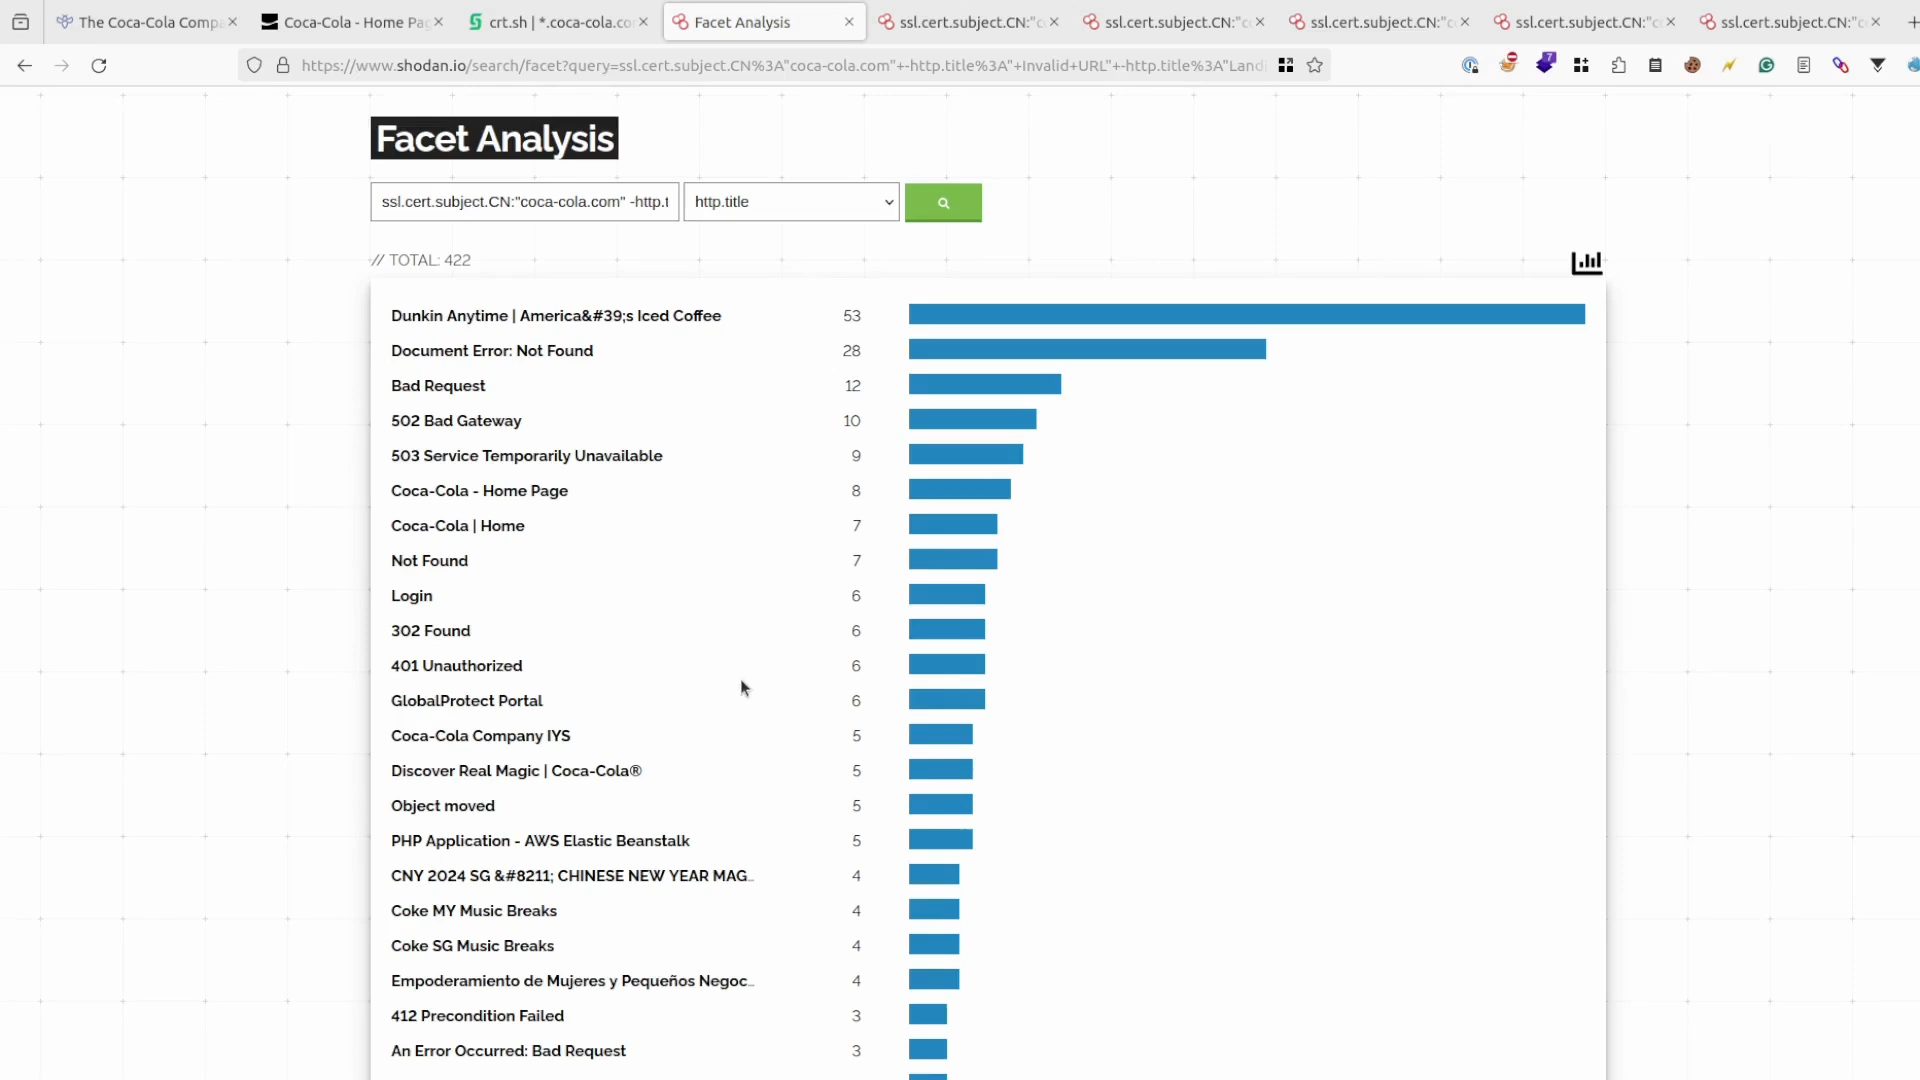 The Coca-Cola Compa
Coca-Cola - Home Pag
crt.sh | *.coca-cola.co
Facet Analysis
ssl.cert.subject.CN:"c
ssl.cert.subject.CN:"c
ssl.cert.subject.CN:"c
ssl.cert.subject.CN:"c
ssl.cert.subject.CN:"c
https://www.shodan.io/search/facet?query=ssl.cert.subject.CN%3A"coca-cola.com"+-http.title%3A"+Invalid+URL"+-http.title%3A"Land
7
Facet Analysis
ssl.cert.subject.CN:"coca-cola.com" -http.t
http.title
// TOTAL: 422
Dunkin Anytime | America&#39;s Iced Coffee 53
Document Error: Not Found 28
Bad Request 12
502 Bad Gateway 10
503 Service Temporarily Unavailable 9
Coca-Cola - Home Page 8
Coca-Cola | Home 7
Not Found 7
Login 6
302 Found 6
401 Unauthorized 6
GlobalProtect Portal 6
Coca-Cola Company IYS 5
Discover Real Magic | Coca-Cola® 5
Object moved 5
PHP Application - AWS Elastic Beanstalk 5
CNY 2024 SG &#8211; CHINESE NEW YEAR MAG... 4
Coke MY Music Breaks 4
Coke SG Music Breaks 4
Empoderamiento de Mujeres y Pequeños Negoc... 4
412 Precondition Failed 3
An Error Occurred: Bad Request 3